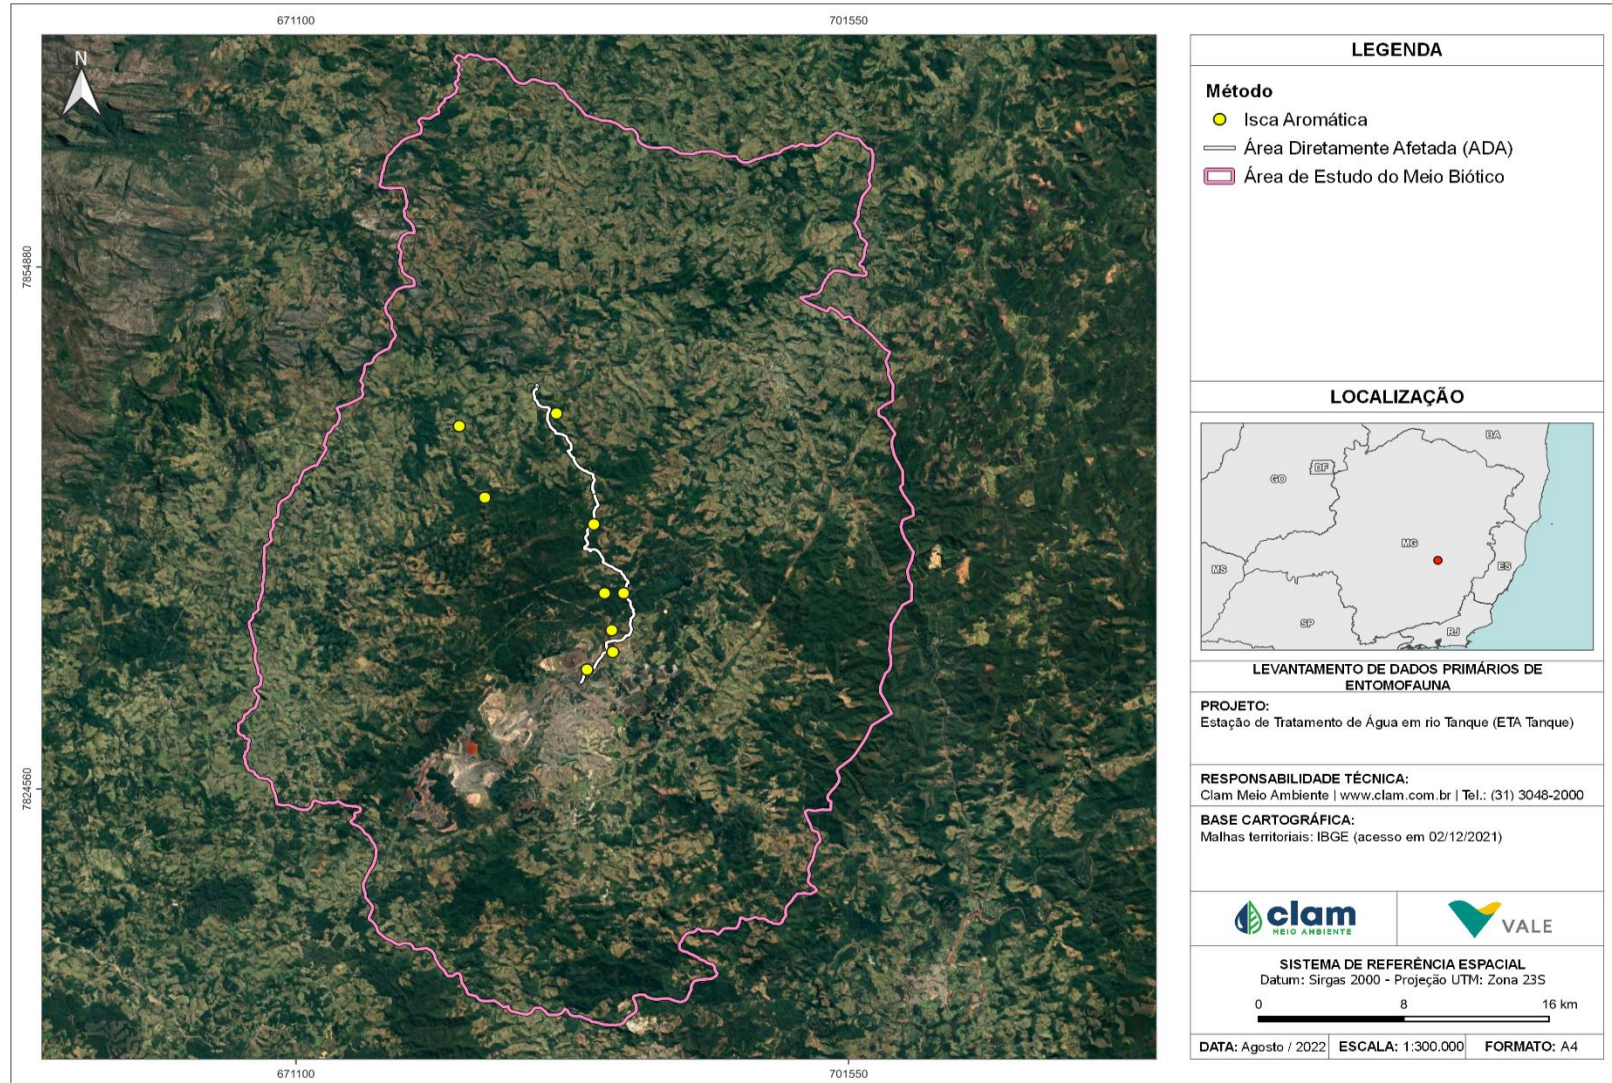 671100
701550
7854880
7824560
N
671100
701550
LEGENDA
Método
Isca Aromática
Área Diretamente Afetada (ADA)
Área de Estudo do Meio Biótico
LOCALIZAÇÃO
BA
DF
GO
MG
MS
ES
SP
RJ
LEVANTAMENTO DE DADOS PRIMÁRIOS DE
ENTOMOFAUNA
PROJETO:
Estação de Tratamento de Água em rio Tanque (ETA Tanque)
RESPONSABILIDADE TÉCNICA:
Clam Meio Ambiente | www.clam.com.br | Tel.: (31) 3048-2000
BASE CARTOGRÁFICA:
Malhas territoriais: IBGE (acesso em 02/12/2021)
clam
MEIO AMBIENTE
VALE
SISTEMA DE REFERÊNCIA ESPACIAL
Datum: Sirgas 2000 - Projeção UTM: Zona 23S
0 8 16 km
DATA: Agosto / 2022 ESCALA: 1:300.000 FORMATO: A4